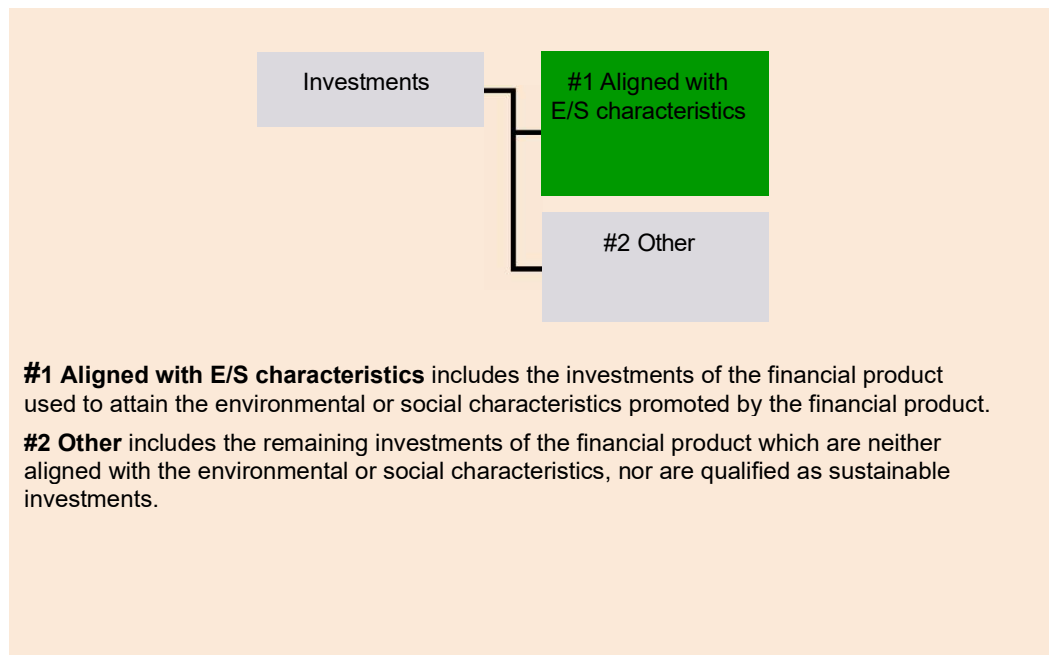 Investments
#1 Aligned with
E/S characteristics
#2 Other
#1 Aligned with E/S characteristics includes the investments of the financial product
used to attain the environmental or social characteristics promoted by the financial product.
#2 Other includes the remaining investments of the financial product which are neither
aligned with the environmental or social characteristics, nor are qualified as sustainable
investments.